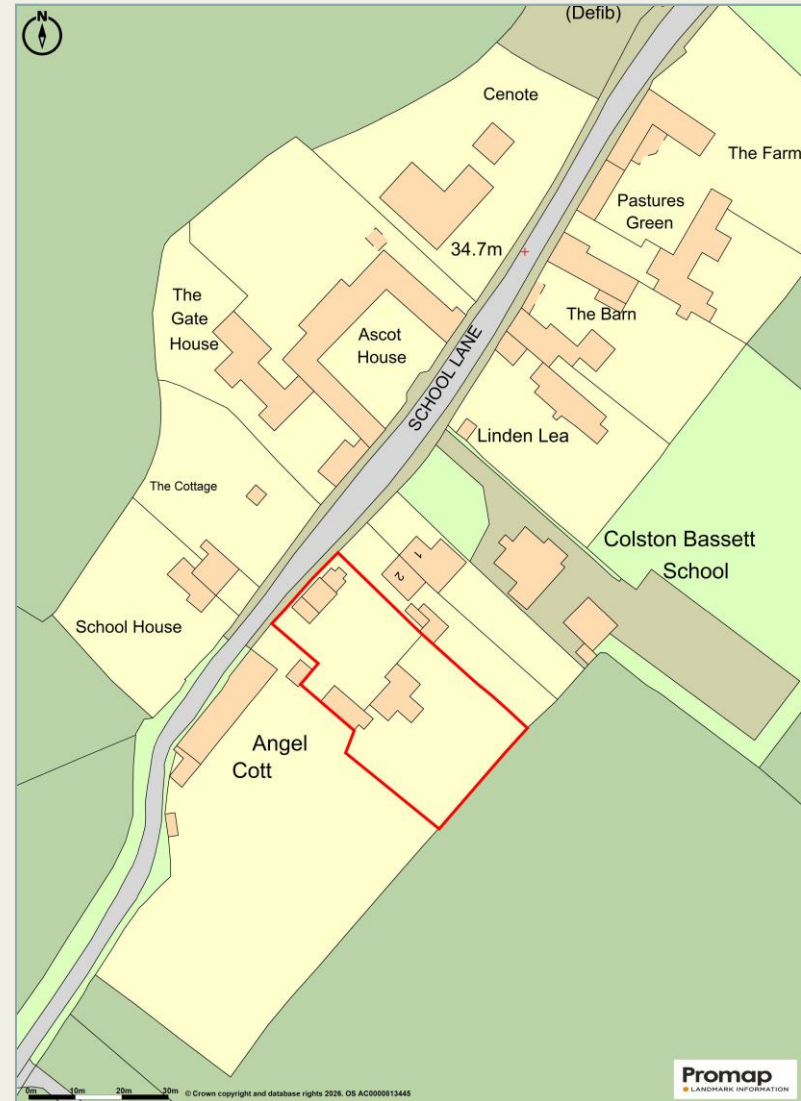 N
(Defib)
Cenote
The Farm
Pastures
Green
34.7m
The
Gate
House
The Barn
Ascot
House
SCHOOL LANE
Linden Lea
The Cottage
Colston Bassett
School
1
2
School House
Angel
Cott
0m 10m 20m 30m
© Crown copyright and database rights 2026. OS AC0000813445
Promap
LANDMARK INFORMATION